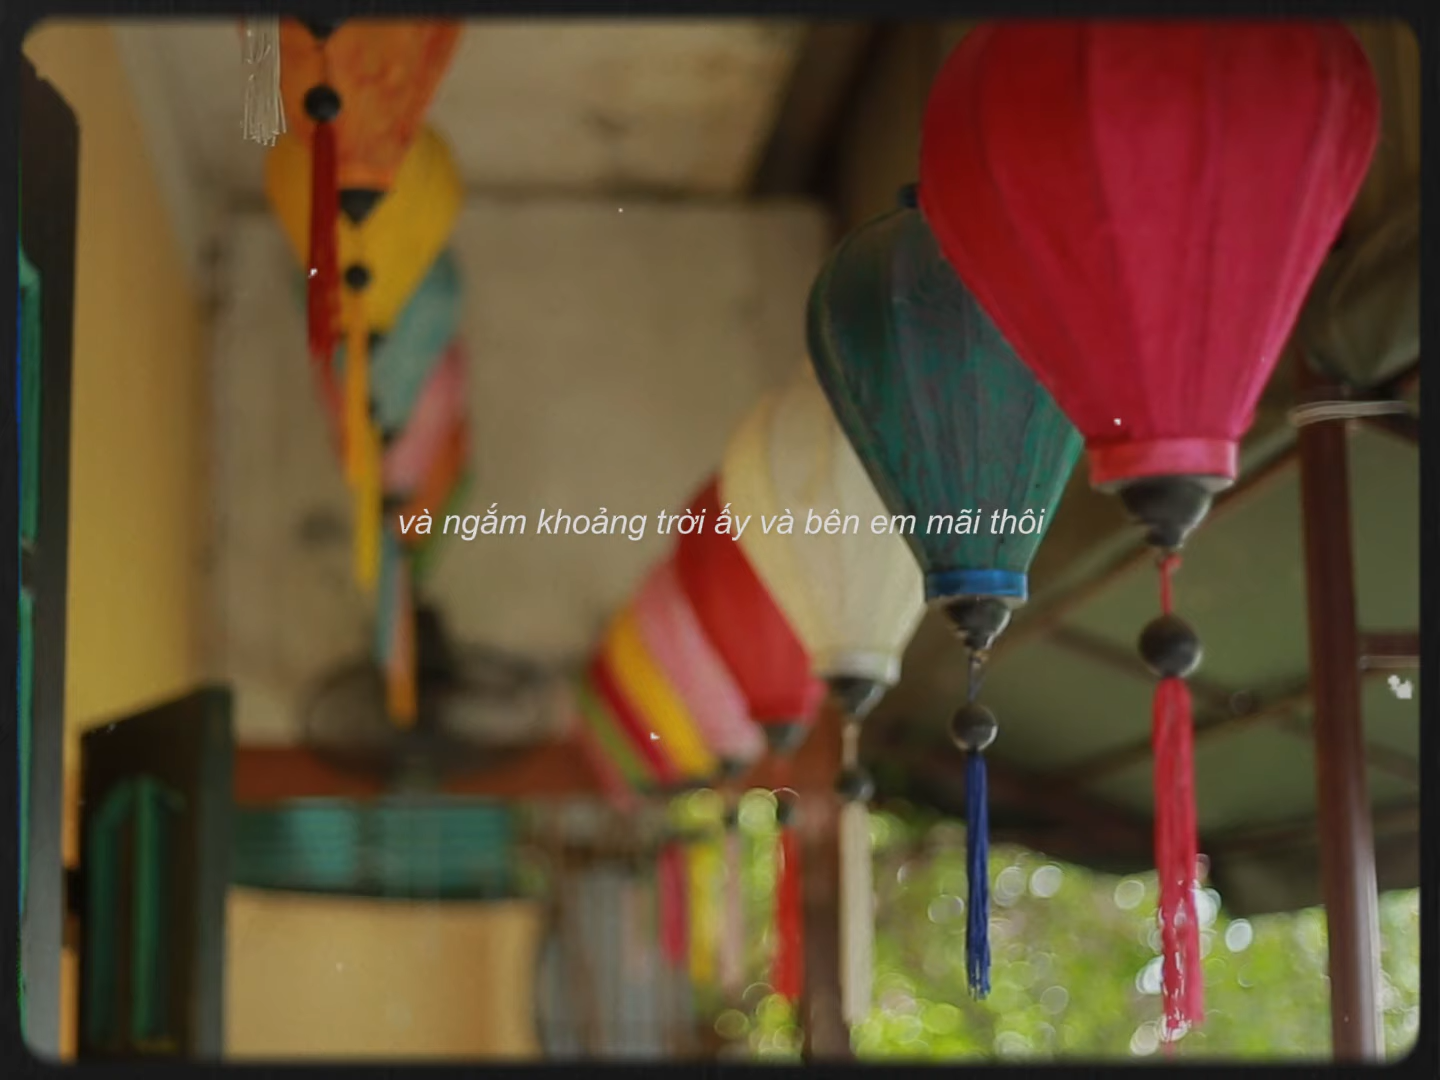 và ngắm khoảng trời ấy và bên em mãi thôi